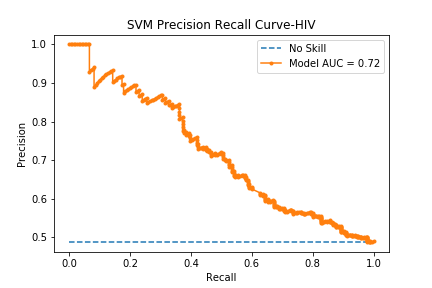 SVM Precision Recall Curve-HIV
No Skill
Model AUC = 0.72
Precision
1.0
0.9
0.8
0.7
0.6
0.5
0.0 0.2 0.4 0.6 0.8 1.0
Recall